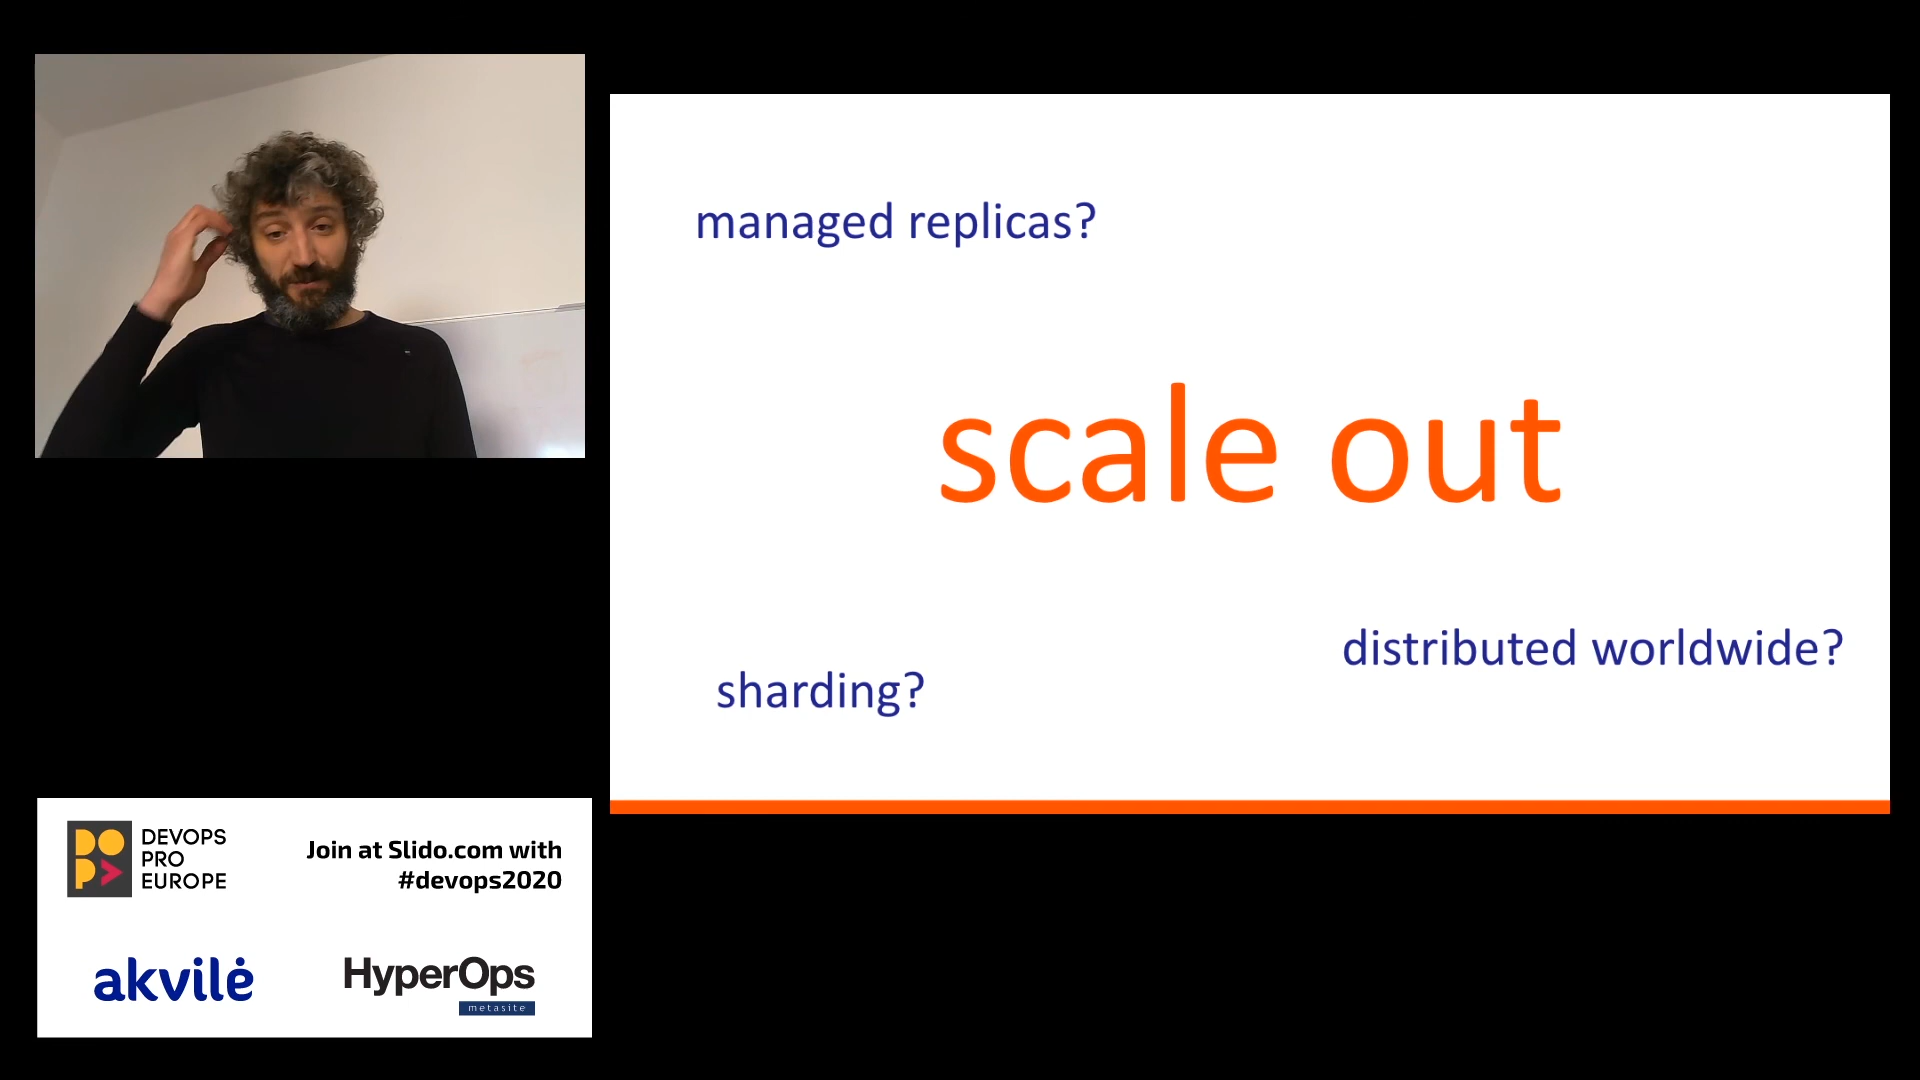 managed replicas?
scale out
distributed worldwide?
sharding?
DEVOPS
PRO
EUROPE
Join at Slido.com with
#devops2020
akvilė
HyperOps
metasite